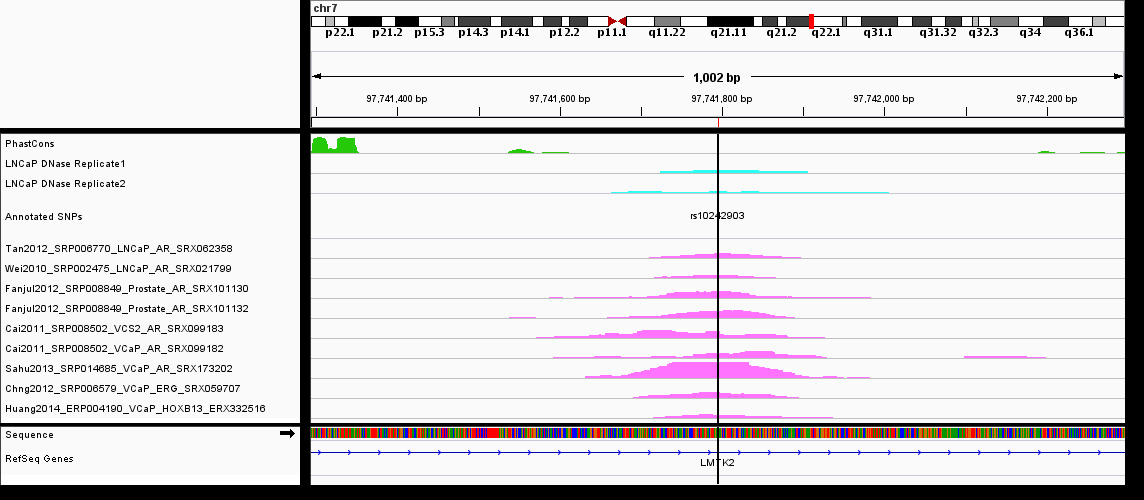 chr7
p22.1 p21.2 p15.3 p14.3 p14.1 p12.2 p11.1 q11.22 q21.11 q21.2 q22.1 q31.1 q31.32 q32.3 q34 q36.1
1,002 bp
97,741,400 bp 97,741,600 bp 97,741,800 bp 97,742,000 bp 97,742,200 bp
PhastCons
LNCaP DNase Replicate1
LNCaP DNase Replicate2
Annotated SNPs rs10242903
Tan2012_SRP006770_LNCaP_AR_SRX062358
Wei2010_SRP002475_LNCaP_AR_SRX021799
Fanjul2012_SRP008849_Prostate_AR_SRX101130
Fanjul2012_SRP008849_Prostate_AR_SRX101132
Cai2011_SRP008502_VCS2_AR_SRX099183
Cai2011_SRP008502_VCaP_AR_SRX099182
Sahu2013_SRP014685_VCaP_AR_SRX173202
Chng2012_SRP006579_VCaP_ERG_SRX059707
Huang2014_ERP004190_VCaP_HOXB13_ERX332516
Sequence
RefSeq Genes
LMTK2